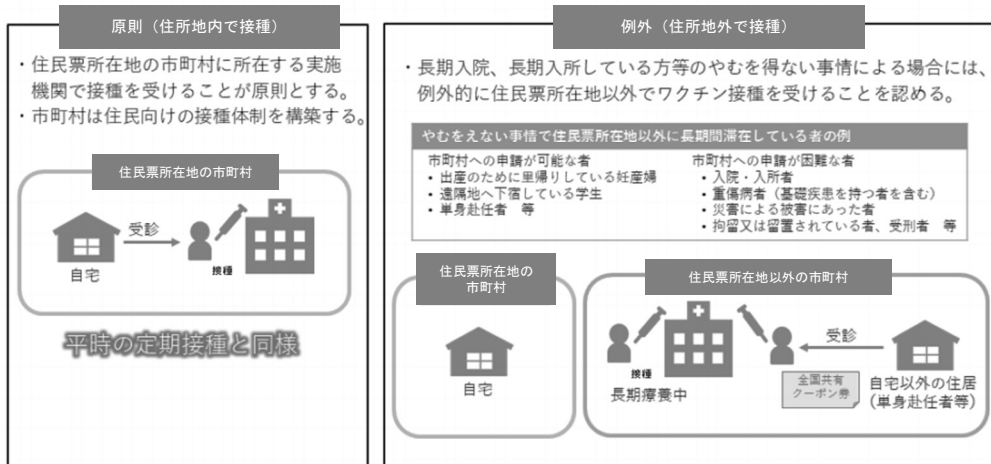 原則（住所地内で接種）
・住民票所在地の市町村に所在する実施
機関で接種を受けることが原則とする。
・市町村は住民向けの接種体制を構築する。
住民票所在地の市町村
受診
自宅
接種
平時の定期接種と同様
例外（住所地外で接種）
・長期入院、長期入所している方等のやむを得ない事情による場合には、
例外的に住民票所在地以外でワクチン接種を受けることを認める。
やむをえない事情で住民票所在地以外に長期間滞在している者の例
市町村への申請が可能な者
・出産のために里帰りしている妊産婦
・遠隔地へ下宿している学生
・単身赴任者　等
市町村への申請が困難な者
・入院・入所者
・重傷病者（基礎疾患を持つ者を含む）
・災害による被害にあった者
・拘留又は留置されている者、受刑者　等
住民票所在地の
市町村
自宅
住民票所在地以外の市町村
接種
長期療養中
受診
全国共有
クーポン券
自宅以外の住居
（単身赴任者等）